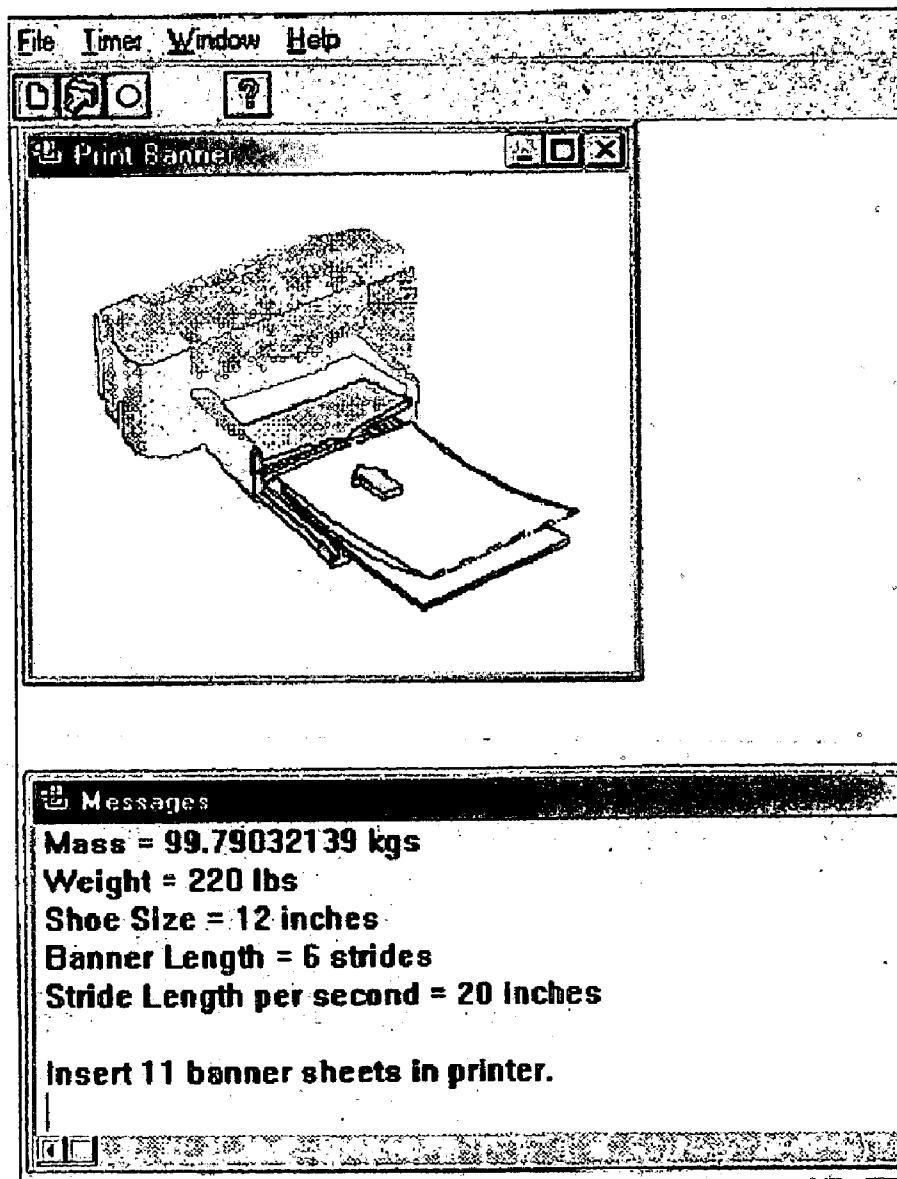 File Timer Window Help
?
Print Banner
Messages
Mass = 99.79032139 kgs
Weight = 220 lbs
Shoe Size = 12 inches
Banner Length = 6 strides
Stride Length per second = 20 inches
Insert 11 banner sheets in printer.